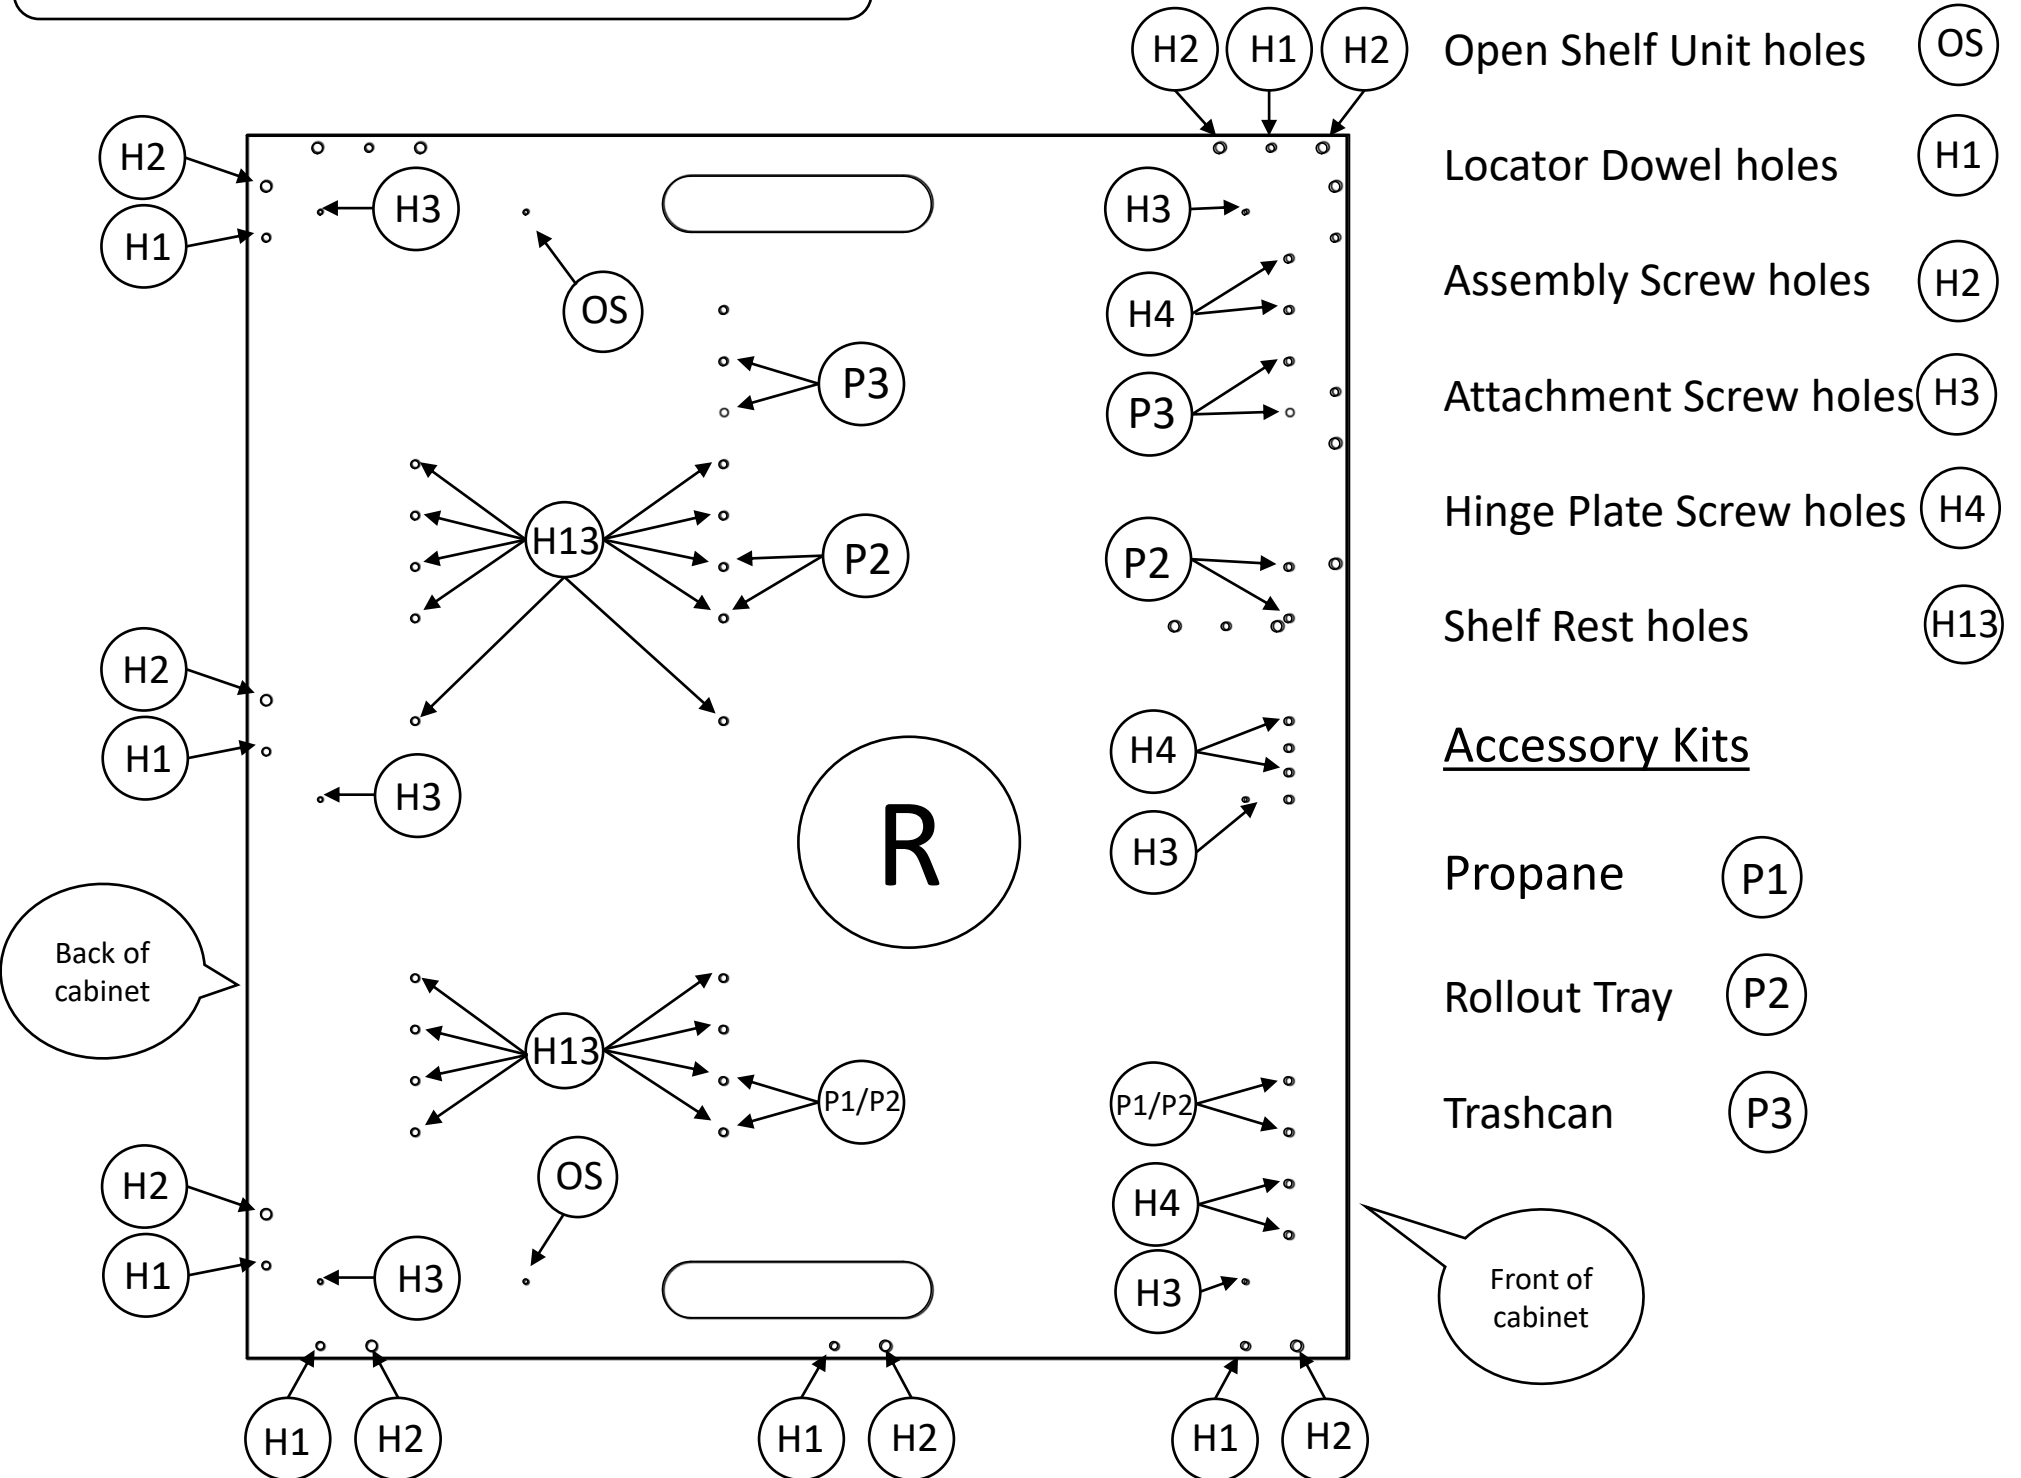 H2 H1 H2
Open Shelf Unit holes OS
H2
Locator Dowel holes H1
H3
H3
H1
Assembly Screw holes H2
OS
H4
P3
P3
Attachment Screw holes H3
H13
Hinge Plate Screw holes H4
P2
P2
Shelf Rest holes H13
H2
H4
Accessory Kits
H1
H3
R
H3
Propane P1
Back of
cabinet
Rollout Tray P2
H13
P1/P2
P1/P2
Trashcan P3
H2
OS
H4
H1
H3
H3
Front of
cabinet
H1 H2 H1 H2 H1 H2